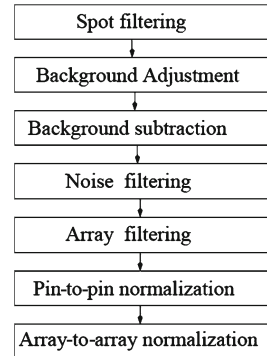 Spot filtering
Background Adjustment
Background subtraction
Noise filtering
Array filtering
Pin-to-pin normalization
Array-to-array normalization